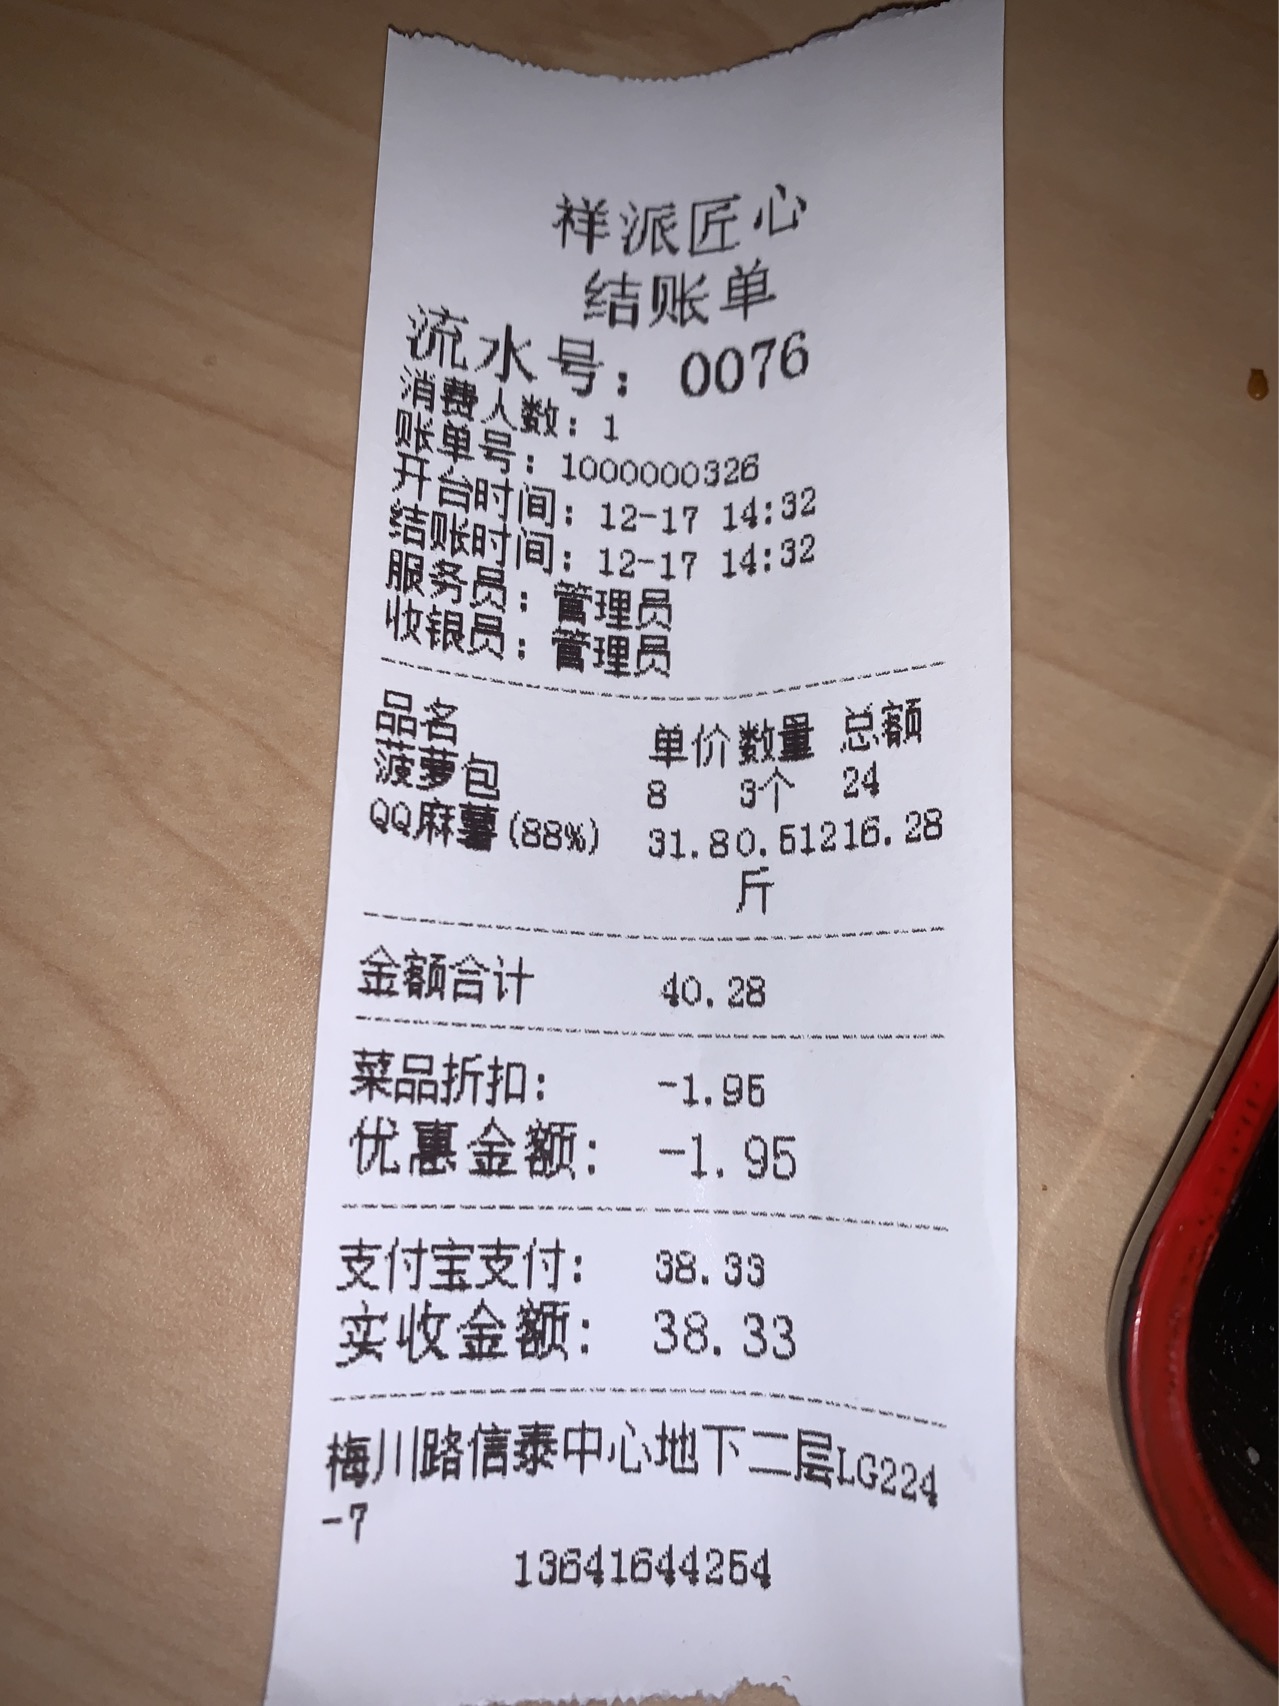 祥派匠心
结账单
流水号：0076
消费人数：1
账单号：1000000326
开台时间：12-17 14:32
结账时间：12-17 14:32
服务员：管理员
收银员：管理员
品名 单价 数量 总额
菠萝包 8 3个 24
QQ麻薯(88%) 31.8 0.512 16.28
斤
金额合计 40.28
菜品折扣： -1.95
优惠金额： -1.95
支付宝支付： 38.33
实收金额： 38.33
梅川路信泰中心地下二层LG224
-7
13641644254